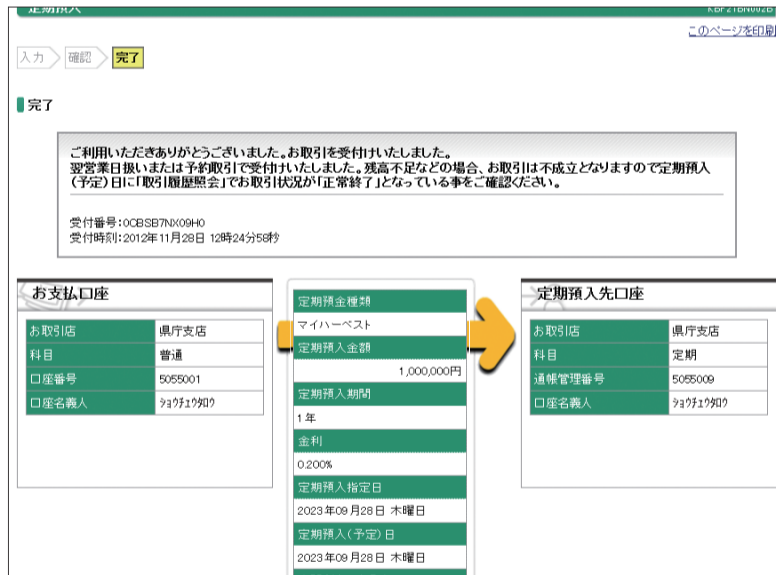 定期預入
KBF21BN002B
このページを印刷
入力
確認
完了
完了
ご利用いただきありがとうございました。お取引を受付けいたしました。
翌営業日扱いまたは予約取引で受付けいたしました。残高不足などの場合、お取引は不成立となりますので定期預入
(予定)日に「取引履歴照会」でお取引状況が「正常終了」となっている事をご確認ください。
受付番号:0CBSB7NX09H0
受付時刻:2012年11月28日 12時24分58秒
お支払口座
お取引店 県庁支店
科目 普通
口座番号 5055001
口座名義人 ｼｮｳﾁｭｳﾀﾛｳ
定期預金種類
マイハーベスト
定期預入金額
1,000,000円
定期預入期間
1年
金利
0.200%
定期預入指定日
2023年09月28日 木曜日
定期預入(予定)日
2023年09月28日 木曜日
定期預入先口座
お取引店 県庁支店
科目 定期
通帳管理番号 5055009
口座名義人 ｼｮｳﾁｭｳﾀﾛｳ